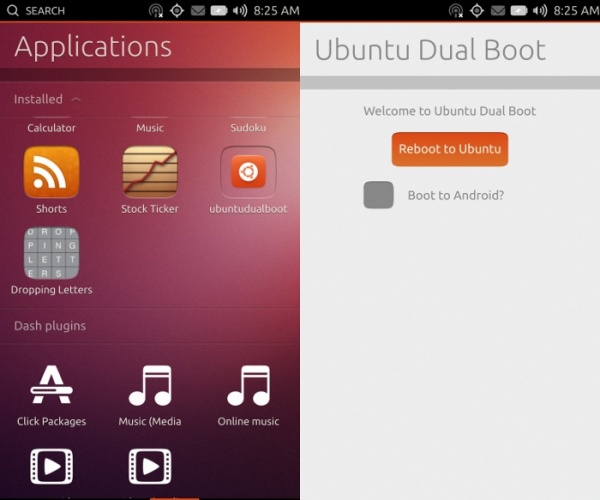 SEARCH 8:25 AM
Applications
Installed
Calculator Music Sudoku
Shorts Stock Ticker ubuntudualboot
D R O P
P I N G
L E T T
E R S
Dropping Letters
Dash plugins
Click Packages Music (Media Online music
8:25 AM
Ubuntu Dual Boot
Welcome to Ubuntu Dual Boot
Reboot to Ubuntu
Boot to Android?